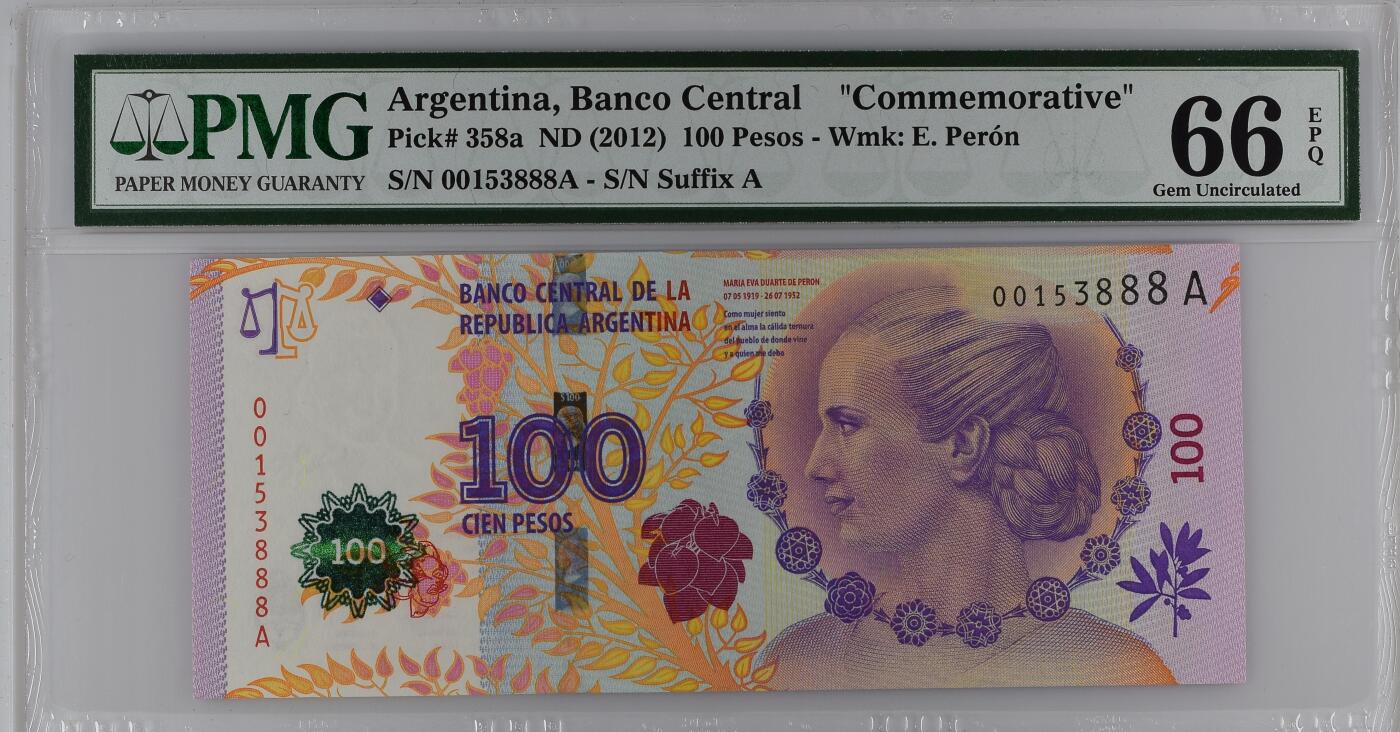 PMG
PAPER MONEY GUARANTY
Argentina, Banco Central "Commemorative"
Pick# 358a ND (2012) 100 Pesos - Wmk: E. Perón
S/N 00153888A - S/N Suffix A
66
EPQ
Gem Uncirculated
BANCO CENTRAL DE LA
REPUBLICA ARGENTINA
MARIA EVA DUARTE DE PERON
07 05 1919 - 26 07 1952
Como mujer siento
en el alma la cálida ternura
del pueblo de donde vine
y a quien me debo
00153888 A
00153888A
$100
100
CIEN PESOS
100
100